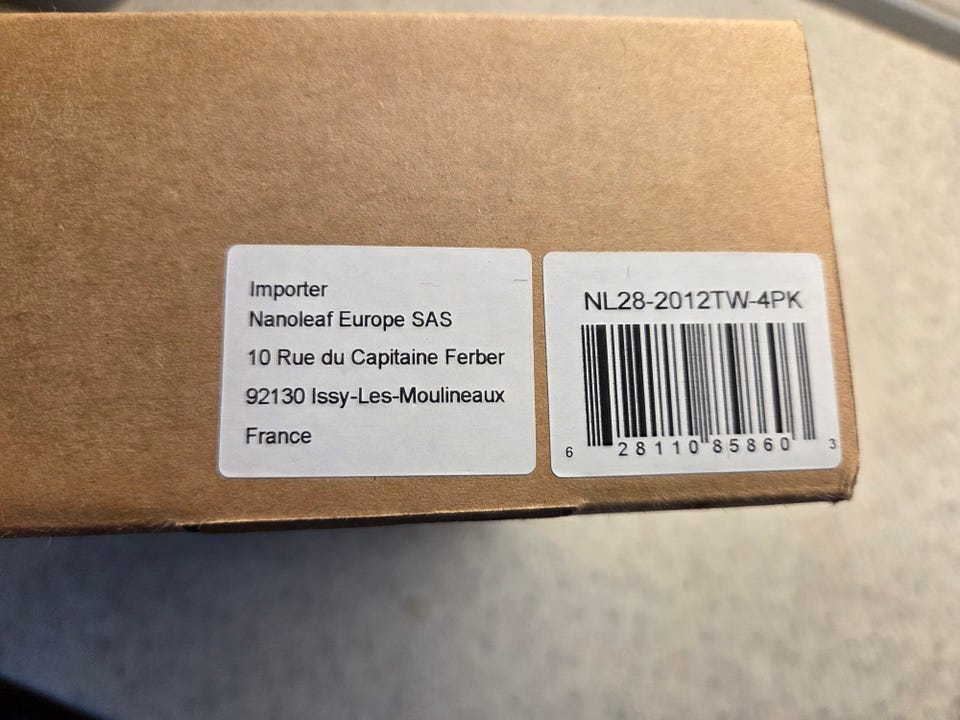 Importer
Nanoleaf Europe SAS
10 Rue du Capitaine Ferber
92130 Issy-Les-Moulineaux
France
NL28-2012TW-4PK
6 28110 85860 3